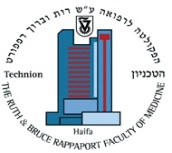 הפקולטה לרפואה ע"ש רות וברוך רפפורט
Technion
הטכניון
Haifa
THE RUTH & BRUCE RAPPAPORT FACULTY OF MEDICINE